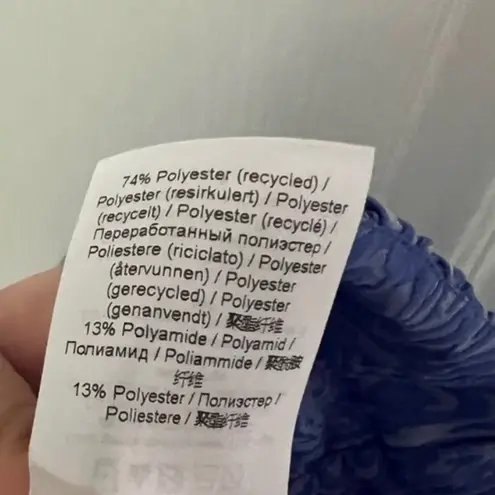 74% Polyester (recycled) /
Polyester (resirkulert) / Polyester
(recycelt) / Polyester (recyclé) /
Переработанный полиэстер /
Poliestere (riciclato) / Polyester
(återvunnen) / Polyester
(gerecycled) / Polyester
(genanvendt) / 聚酯纤维
13% Polyamide / Polyamid /
Полиамид / Poliammide / 聚酰胺
纤维
13% Polyester / Полиэстер /
Poliestere / 聚酯纤维